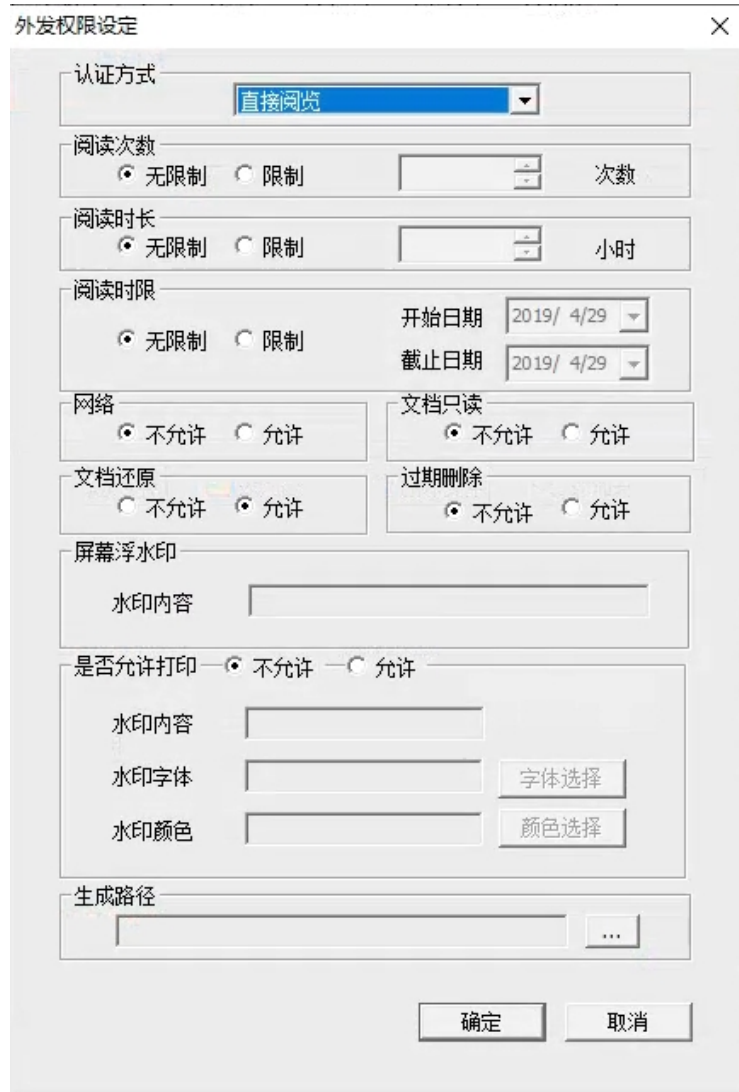 外发权限设定
认证方式
直接阅览
阅读次数
无限制 限制 次数
阅读时长
无限制 限制 小时
阅读时限
无限制 限制
开始日期 2019/ 4/29
截止日期 2019/ 4/29
网络
不允许 允许
文档只读
不允许 允许
文档还原
不允许 允许
过期删除
不允许 允许
屏幕浮水印
水印内容
是否允许打印 不允许 允许
水印内容
水印字体 字体选择
水印颜色 颜色选择
生成路径
...
确定 取消